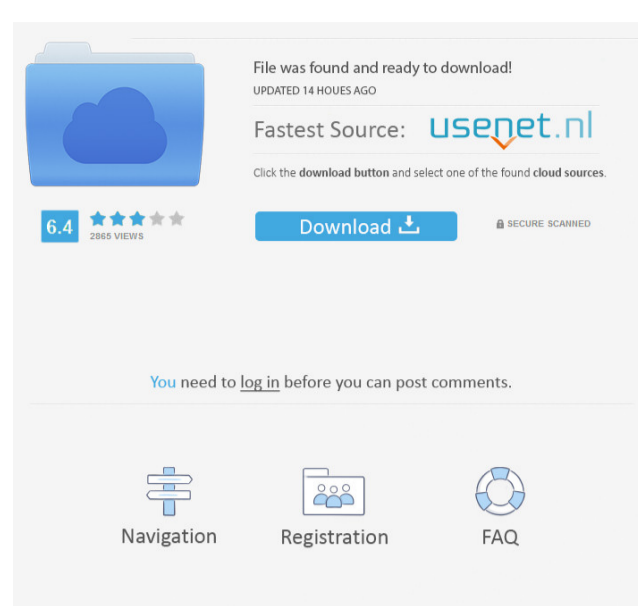 File was found and ready to download!
UPDATED 14 HOUES AGO
Fastest Source: usenet.nl
Click the download button and select one of the found cloud sources.
6.4
2865 VIEWS
Download
SECURE SCANNED
You need to log in before you can post comments.
Navigation
Registration
FAQ